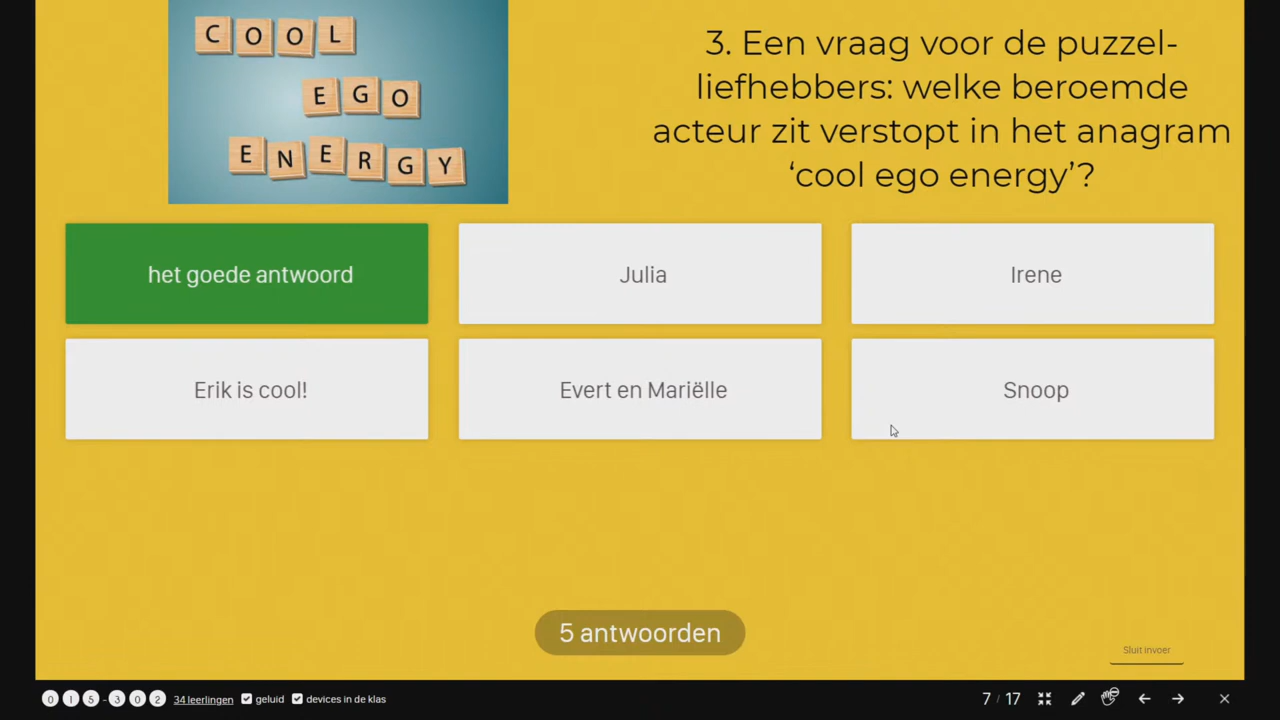 COOL
EGO
ENERGY
3. Een vraag voor de puzzel-
liefhebbers: welke beroemde
acteur zit verstopt in het anagram
‘cool ego energy’?
het goede antwoord
Julia
Irene
Erik is cool!
Evert en Mariëlle
Snoop
5 antwoorden
Sluit invoer
0 1 5 - 3 0 2
34 leerlingen
geluid
devices in de klas
7 / 17